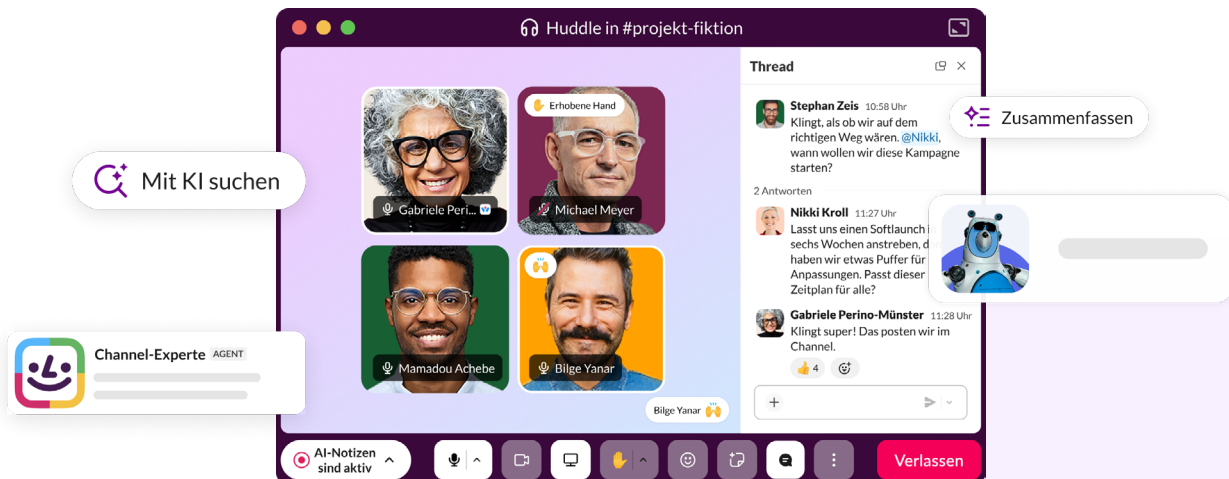 Huddle in #projekt-fiktion
Mit KI suchen
Channel-Experte AGENT
Erhobene Hand
Gabriele Peri...
Michael Meyer
Mamadou Achebe
Bilge Yanar
Bilge Yanar
Thread
Stephan Zeis 10:58 Uhr
Klingt, als ob wir auf dem
richtigen Weg wären. @Nikki,
wann wollen wir diese Kampagne
starten?
2 Antworten
Nikki Kroll 11:27 Uhr
Lasst uns einen Softlaunch
sechs Wochen anstreben,
haben wir etwas Puffer für
Anpassungen. Passt dieser
Zeitplan für alle?
Gabriele Perino-Münster 11:28 Uhr
Klingt super! Das posten wir im
Channel.
4
Zusammenfassen
AI-Notizen
sind aktiv
Verlassen